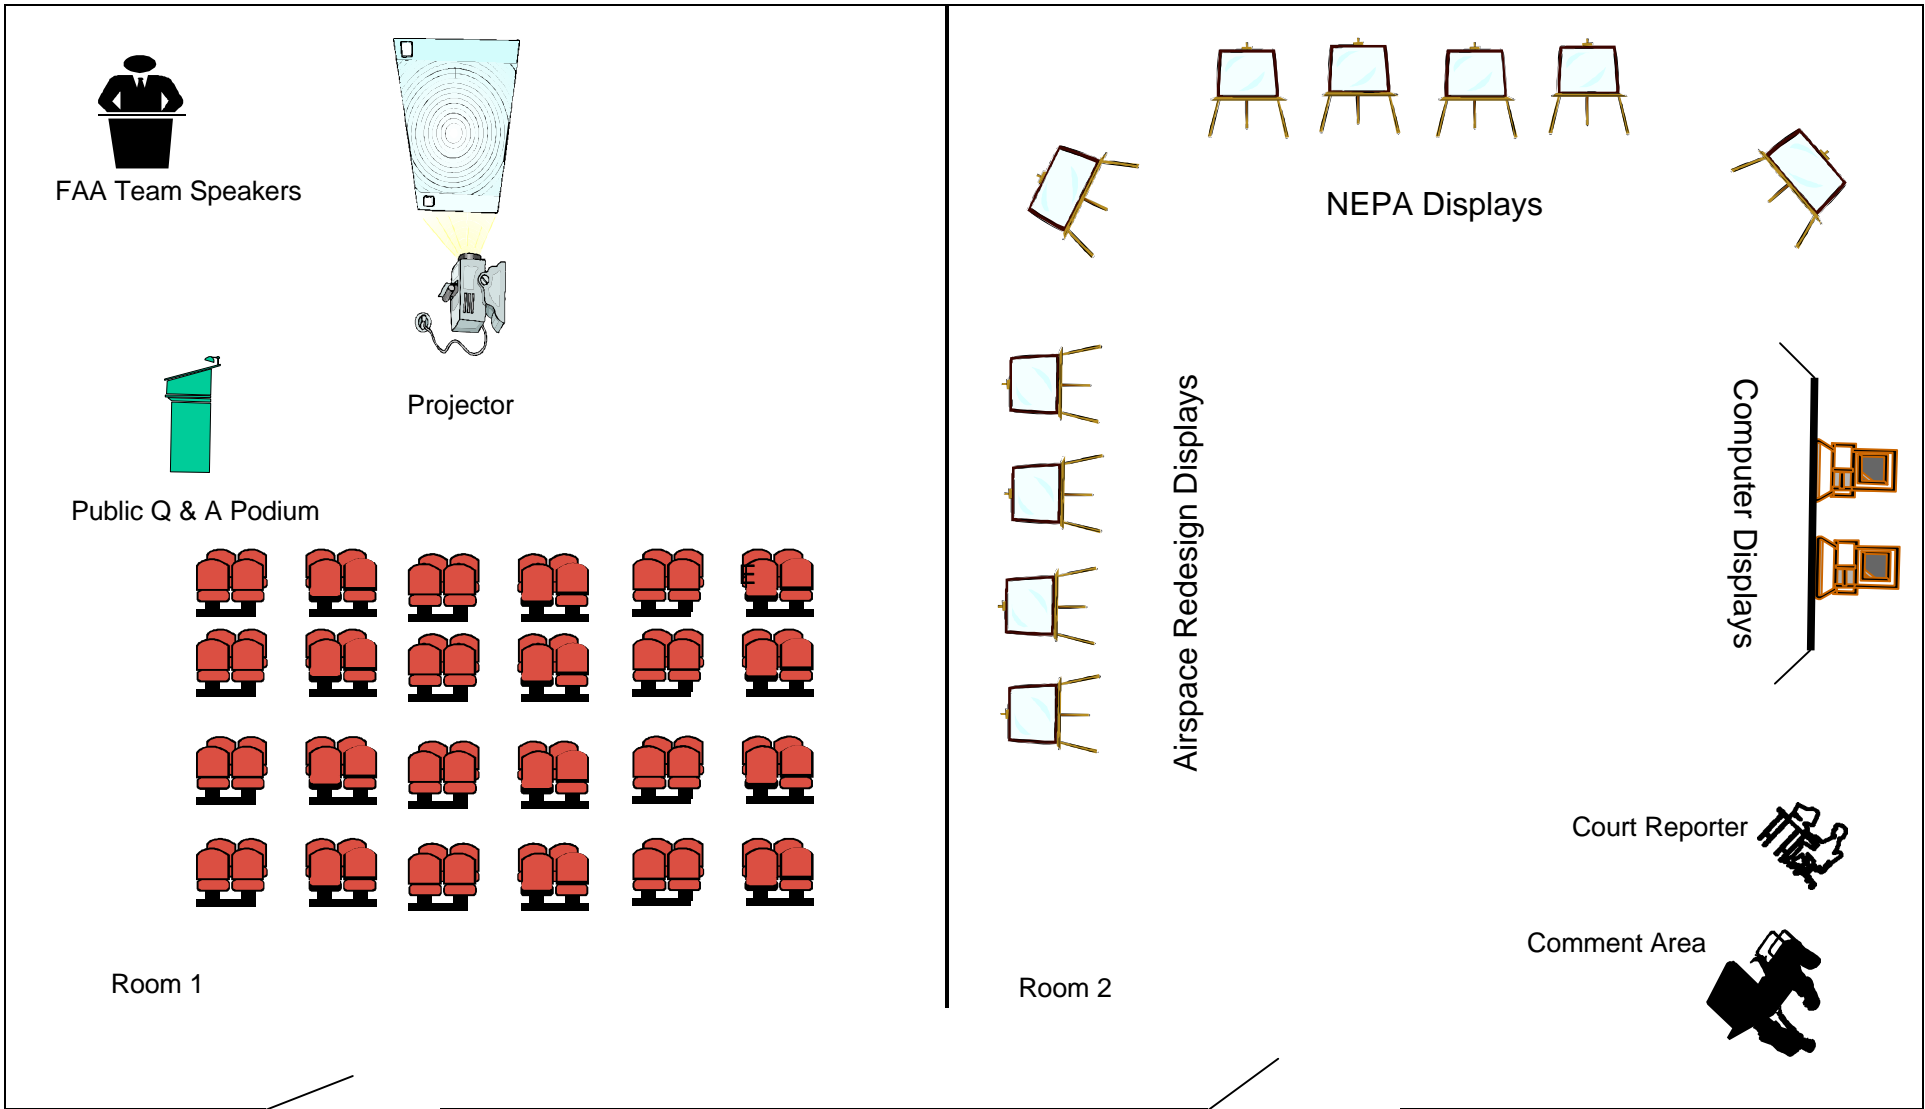 FAA Team Speakers
Projector
Public Q & A Podium
E
Room 1
NEPA Displays
Airspace Redesign Displays
Computer Displays
Court Reporter
Comment Area
Room 2